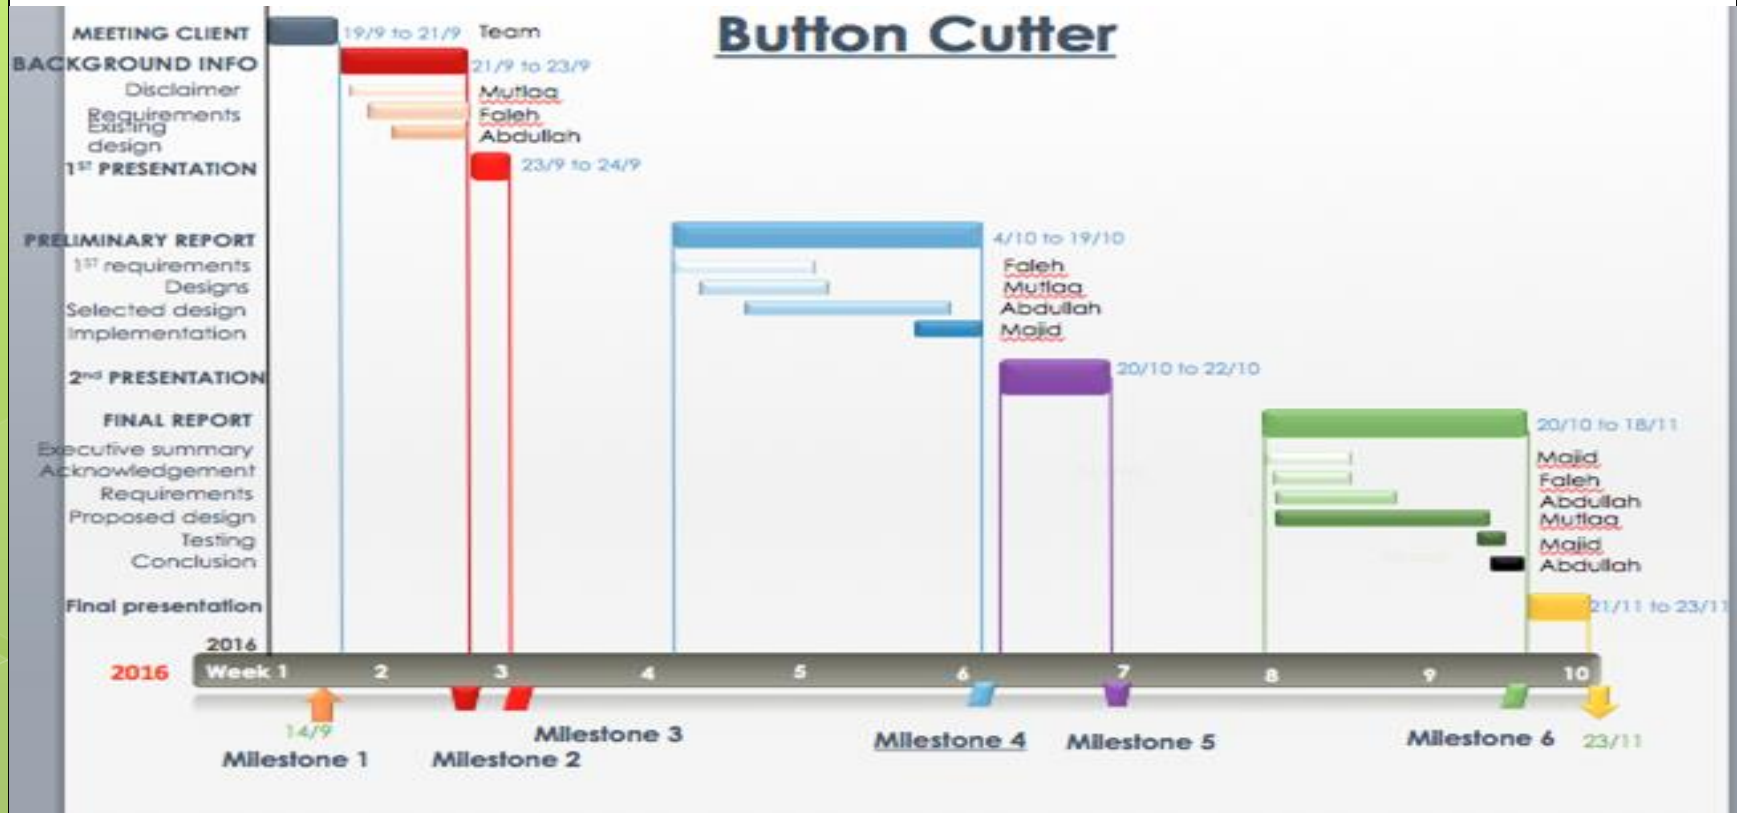 Button Cutter
MEETING CLIENT 19/9 to 21/9 Team
BACKGROUND INFO 21/9 to 23/9
Disclaimer Mutlaq
Requirements Faleh
Existing design Abdullah
1ST PRESENTATION 23/9 to 24/9
PRELIMINARY REPORT 4/10 to 19/10
1ST requirements Faleh
Designs Mutlaq
Selected design Abdullah
Implementation Majid
2nd PRESENTATION 20/10 to 22/10
FINAL REPORT 20/10 to 18/11
Executive summary Majid
Acknowledgement Faleh
Requirements Abdullah
Proposed design Mutlaq
Testing Majid
Conclusion Abdullah
Final presentation 21/11 to 23/11
2016
2016 Week 1 2 3 4 5 6 7 8 9 10
14/9 23/11
Milestone 1 Milestone 2 Milestone 3 Milestone 4 Milestone 5 Milestone 6